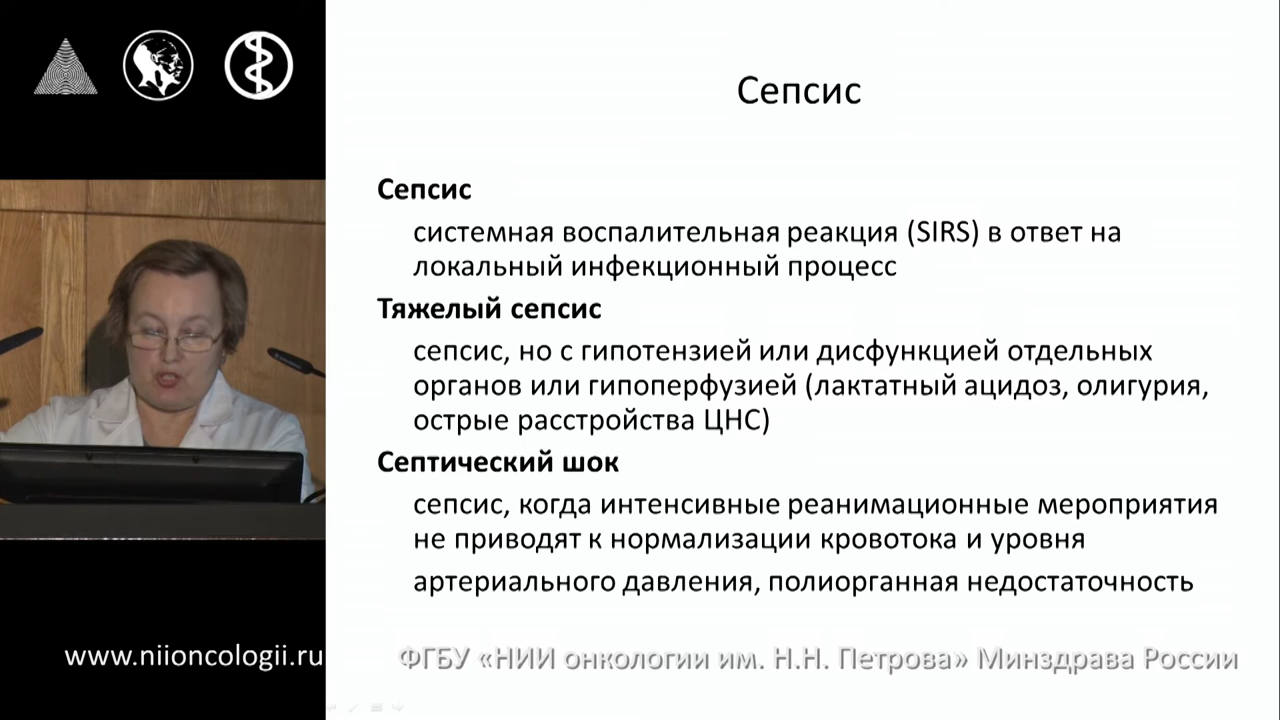 Сепсис
Сепсис
системная воспалительная реакция (SIRS) в ответ на
локальный инфекционный процесс
Тяжелый сепсис
сепсис, но с гипотензией или дисфункцией отдельных
органов или гипоперфузией (лактатный ацидоз, олигурия,
острые расстройства ЦНС)
Септический шок
сепсис, когда интенсивные реанимационные мероприятия
не приводят к нормализации кровотока и уровня
артериального давления, полиорганная недостаточность
www.niioncologii.ru
ФГБУ «НИИ онкологии им. Н.Н. Петрова» Минздрава России